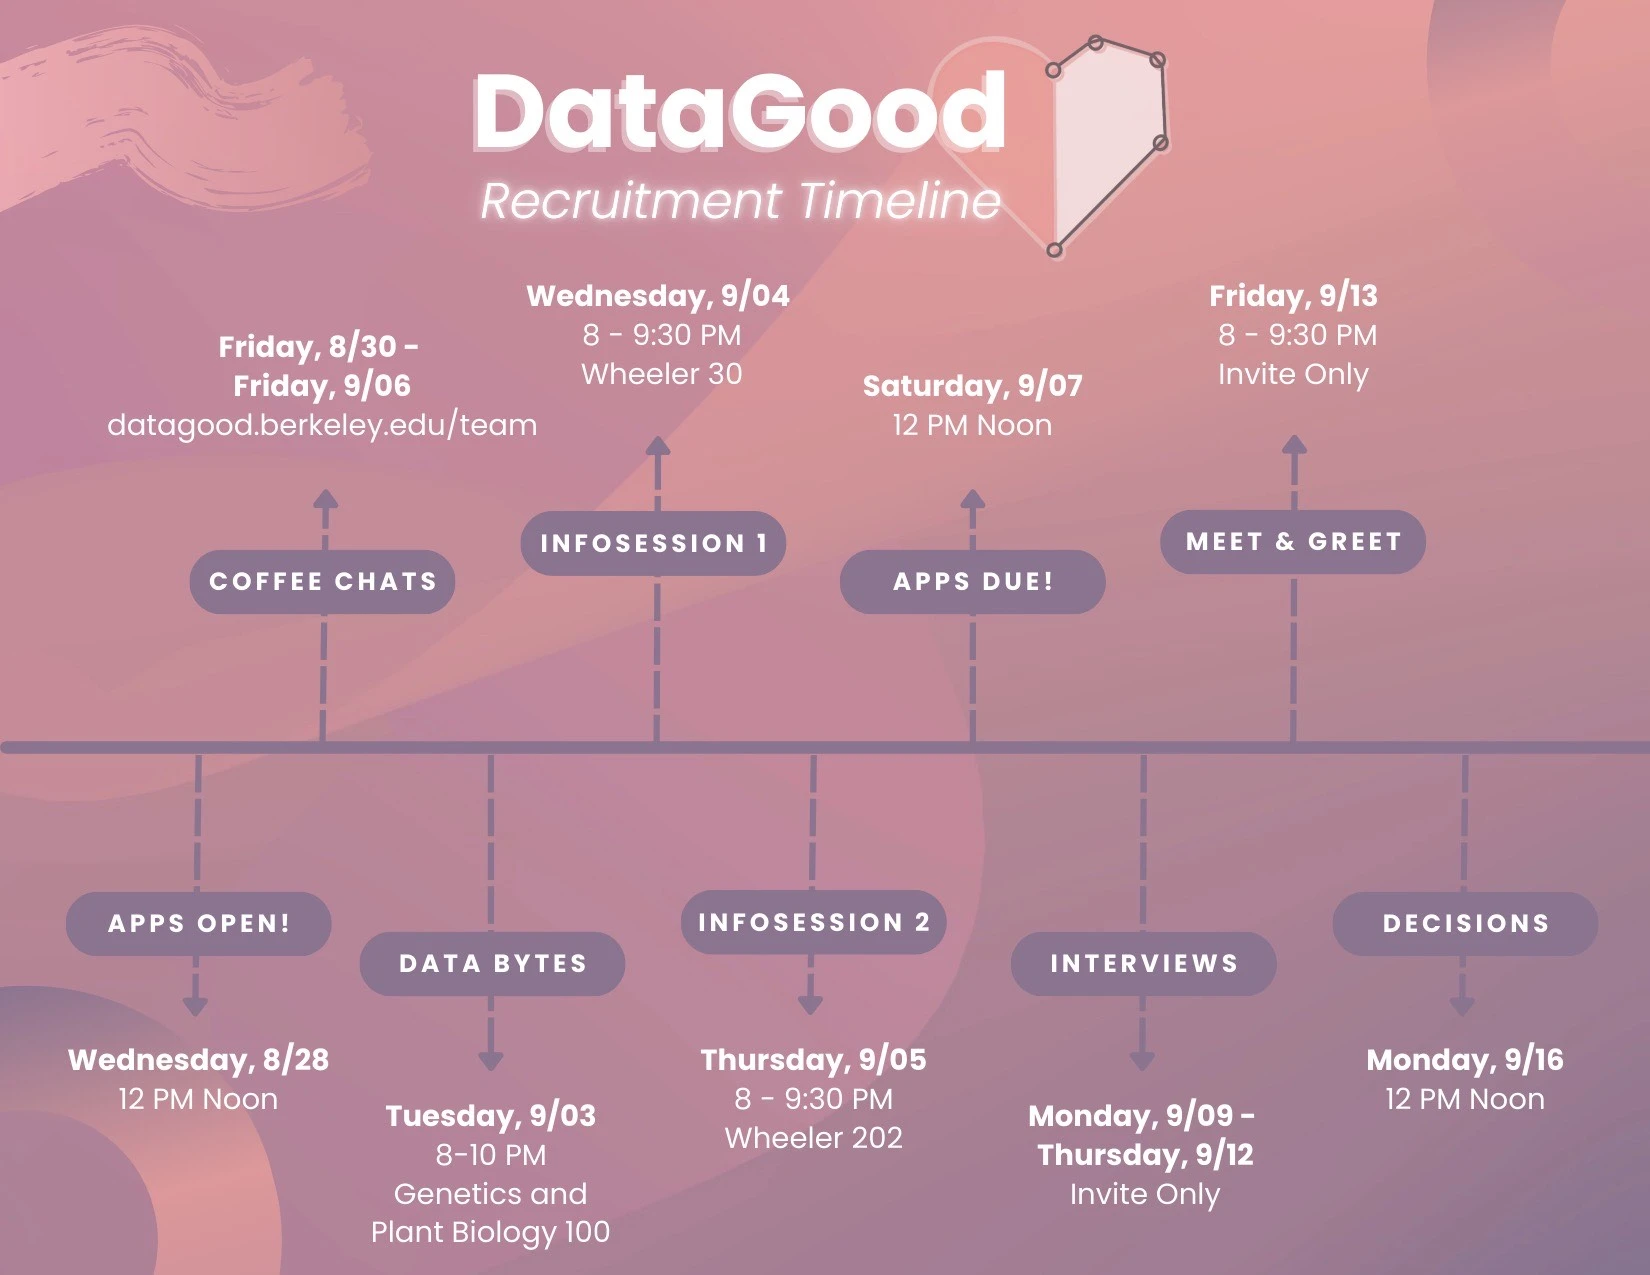 DataGood
Recruitment Timeline
Friday, 8/30 -
Friday, 9/06
datagood.berkeley.edu/team
COFFEE CHATS
Wednesday, 9/04
8 - 9:30 PM
Wheeler 30
INFOSESSION 1
Saturday, 9/07
12 PM Noon
APPS DUE!
Friday, 9/13
8 - 9:30 PM
Invite Only
MEET & GREET
APPS OPEN!
Wednesday, 8/28
12 PM Noon
DATA BYTES
Tuesday, 9/03
8-10 PM
Genetics and
Plant Biology 100
INFOSESSION 2
Thursday, 9/05
8 - 9:30 PM
Wheeler 202
INTERVIEWS
Monday, 9/09 -
Thursday, 9/12
Invite Only
DECISIONS
Monday, 9/16
12 PM Noon